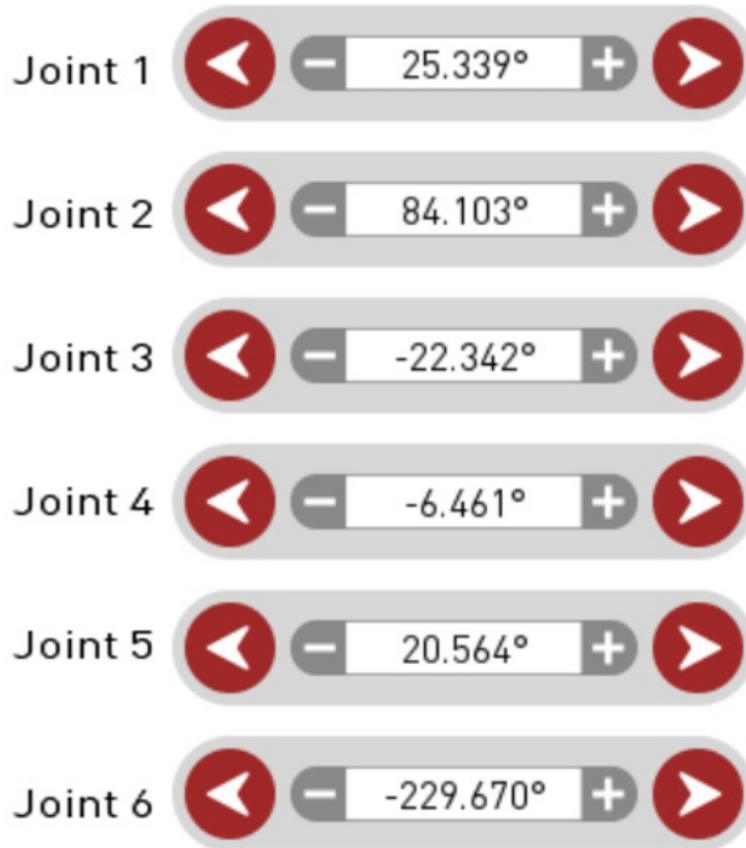 Joint 1 25.339°
Joint 2 84.103°
Joint 3 -22.342°
Joint 4 -6.461°
Joint 5 20.564°
Joint 6 -229.670°